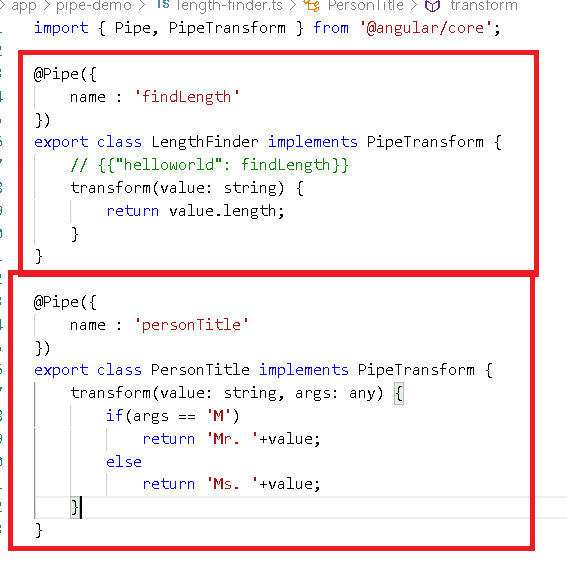 app > pipe-demo > TS length-finder.ts > PersonTitle > transform
import { Pipe, PipeTransform } from '@angular/core';
@Pipe({
    name : 'findLength'
})
export class LengthFinder implements PipeTransform {
    // {{"helloworld": findLength}}
    transform(value: string) {
        return value.length;
    }
}
@Pipe({
    name : 'personTitle'
})
export class PersonTitle implements PipeTransform {
    transform(value: string, args: any) {
        if(args == 'M')
            return 'Mr. '+value;
        else
            return 'Ms. '+value;
    }
}